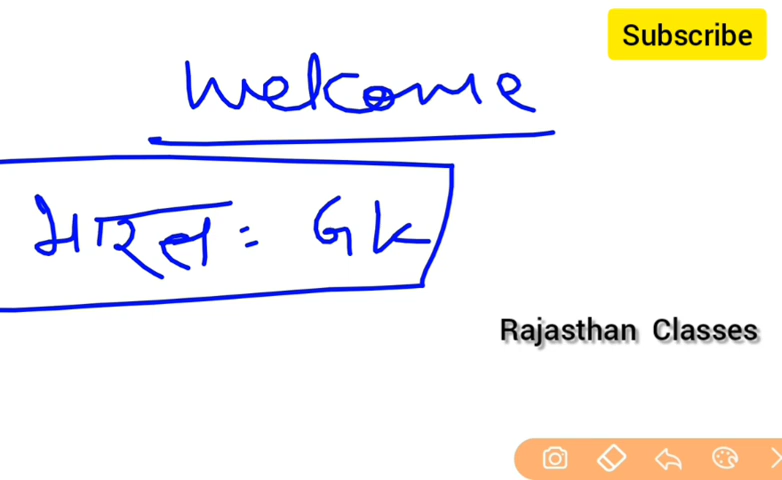 Subscribe
Welcome
भारत = GK
Rajasthan Classes